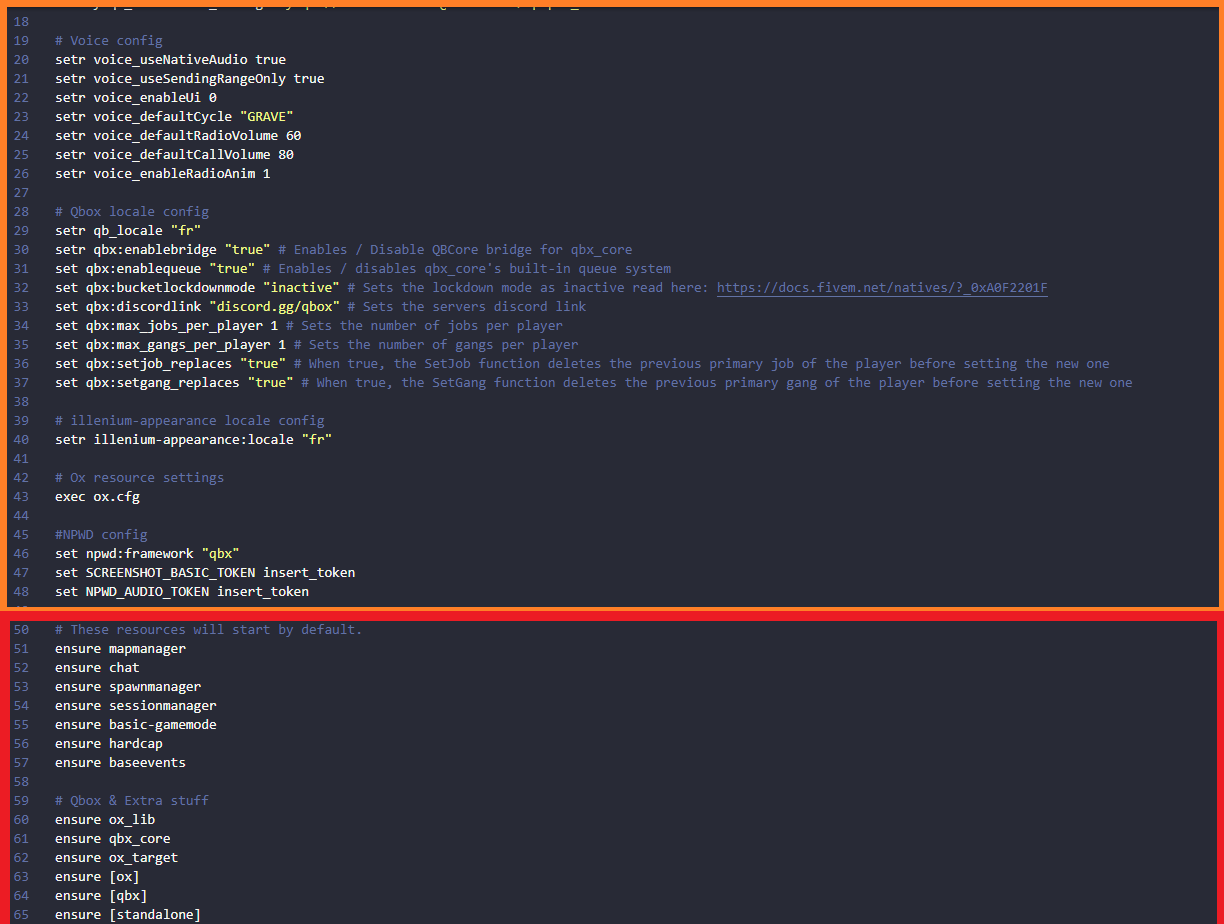 18
19 # Voice config
20 setr voice_useNativeAudio true
21 setr voice_useSendingRangeOnly true
22 setr voice_enableUi 0
23 setr voice_defaultCycle "GRAVE"
24 setr voice_defaultRadioVolume 60
25 setr voice_defaultCallVolume 80
26 setr voice_enableRadioAnim 1
27
28 # Qbox locale config
29 setr qb_locale "fr"
30 setr qbx:enablebridge "true" # Enables / Disable QBCore bridge for qbx_core
31 set qbx:enablequeue "true" # Enables / disables qbx_core's built-in queue system
32 set qbx:bucketlockdownmode "inactive" # Sets the lockdown mode as inactive read here: https://docs.fivem.net/natives/?_0xA0F2201F
33 set qbx:discordlink "discord.gg/qbox" # Sets the servers discord link
34 set qbx:max_jobs_per_player 1 # Sets the number of jobs per player
35 set qbx:max_gangs_per_player 1 # Sets the number of gangs per player
36 set qbx:setjob_replaces "true" # When true, the SetJob function deletes the previous primary job of the player before setting the new one
37 set qbx:setgang_replaces "true" # When true, the SetGang function deletes the previous primary gang of the player before setting the new one
38
39 # illenium-appearance locale config
40 setr illenium-appearance:locale "fr"
41
42 # Ox resource settings
43 exec ox.cfg
44
45 #NPWD config
46 set npwd:framework "qbx"
47 set SCREENSHOT_BASIC_TOKEN insert_token
48 set NPWD_AUDIO_TOKEN insert_token
50 # These resources will start by default.
51 ensure mapmanager
52 ensure chat
53 ensure spawnmanager
54 ensure sessionmanager
55 ensure basic-gamemode
56 ensure hardcap
57 ensure baseevents
58
59 # Qbox & Extra stuff
60 ensure ox_lib
61 ensure qbx_core
62 ensure ox_target
63 ensure [ox]
64 ensure [qbx]
65 ensure [standalone]